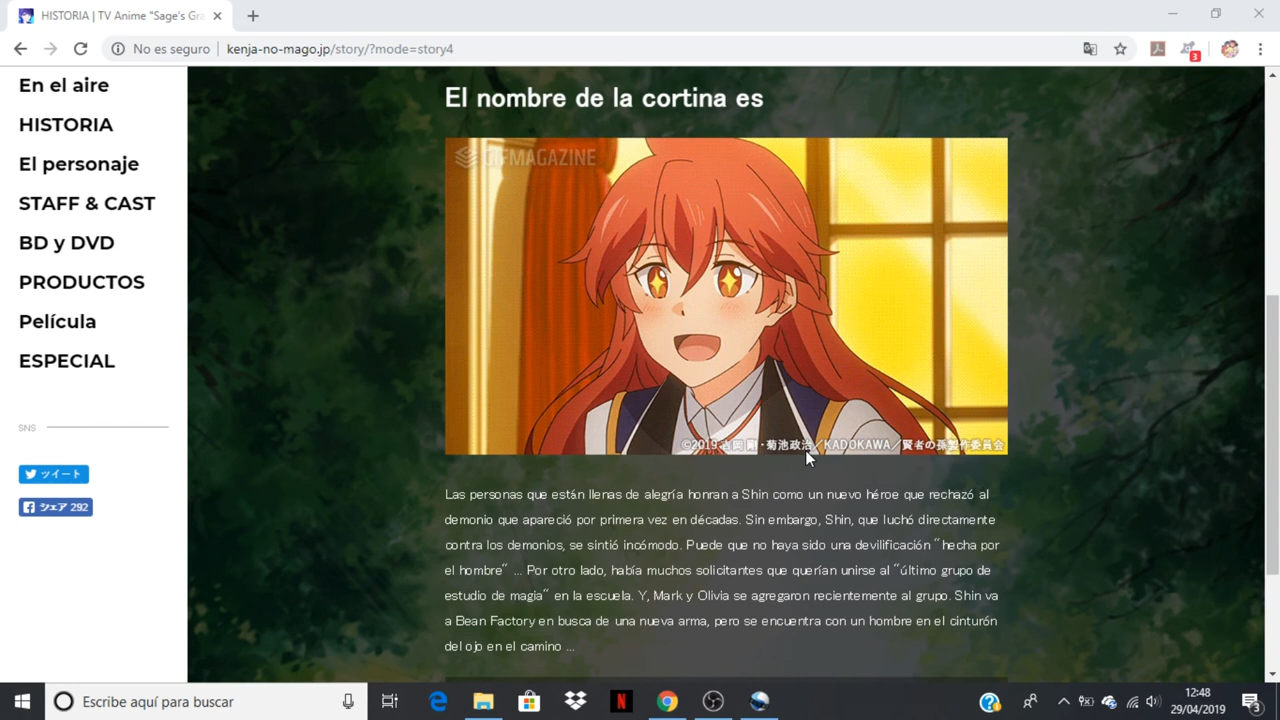 HISTORIA | TV Anime "Sage's Gra
No es seguro
kenja-no-mago.jp/story/?mode=story4
3
En el aire
HISTORIA
El personaje
STAFF & CAST
BD y DVD
PRODUCTOS
Película
ESPECIAL
SNS
ツイート
シェア 292
El nombre de la cortina es
GIFMAGAZINE
©2019 吉岡 剛・菊池政治／KADOKAWA／賢者の孫製作委員会
Las personas que están llenas de alegría honran a Shin como un nuevo héroe que rechazó al
demonio que apareció por primera vez en décadas. Sin embargo, Shin, que luchó directamente
contra los demonios, se sintió incómodo. Puede que no haya sido una devilificación "hecha por
el hombre" ... Por otro lado, había muchos solicitantes que querían unirse al "último grupo de
estudio de magia" en la escuela. Y, Mark y Olivia se agregaron recientemente al grupo. Shin va
a Bean Factory en busca de una nueva arma, pero se encuentra con un hombre en el cinturón
del ojo en el camino ...
Escribe aquí para buscar
12:48
29/04/2019
3